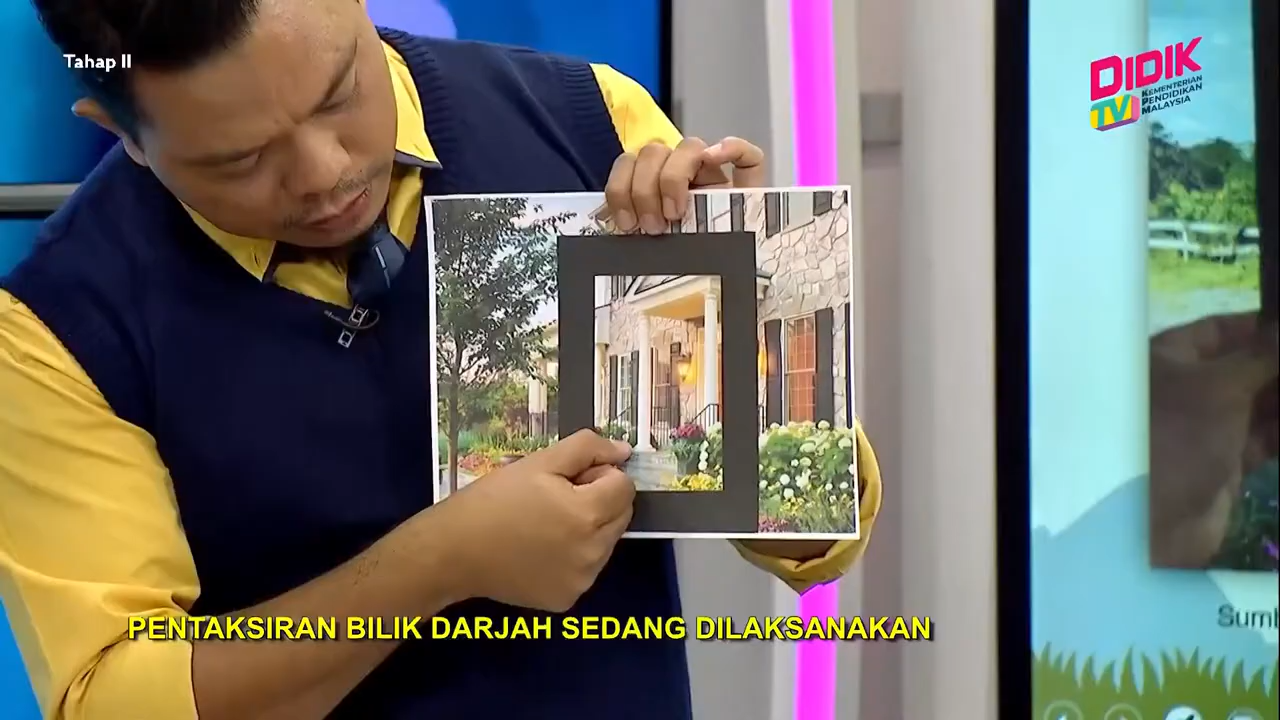 Tahap II
DIDIK
TV
KEMENTERIAN
PENDIDIKAN
MALAYSIA
PENTAKSIRAN BILIK DARJAH SEDANG DILAKSANAKAN